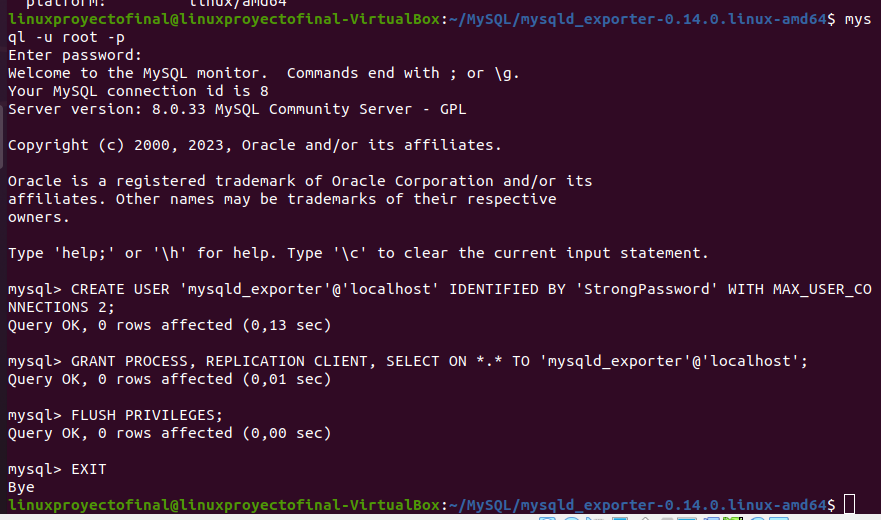 platform: linux/amd64
linuxproyectofinal@linuxproyectofinal-VirtualBox:~/MySQL/mysqld_exporter-0.14.0.linux-amd64$ mys
ql -u root -p
Enter password:
Welcome to the MySQL monitor.  Commands end with ; or \g.
Your MySQL connection id is 8
Server version: 8.0.33 MySQL Community Server - GPL

Copyright (c) 2000, 2023, Oracle and/or its affiliates.

Oracle is a registered trademark of Oracle Corporation and/or its
affiliates. Other names may be trademarks of their respective
owners.

Type 'help;' or '\h' for help. Type '\c' to clear the current input statement.

mysql> CREATE USER 'mysqld_exporter'@'localhost' IDENTIFIED BY 'StrongPassword' WITH MAX_USER_CO
NNECTIONS 2;
Query OK, 0 rows affected (0,13 sec)

mysql> GRANT PROCESS, REPLICATION CLIENT, SELECT ON *.* TO 'mysqld_exporter'@'localhost';
Query OK, 0 rows affected (0,01 sec)

mysql> FLUSH PRIVILEGES;
Query OK, 0 rows affected (0,00 sec)

mysql> EXIT
Bye
linuxproyectofinal@linuxproyectofinal-VirtualBox:~/MySQL/mysqld_exporter-0.14.0.linux-amd64$